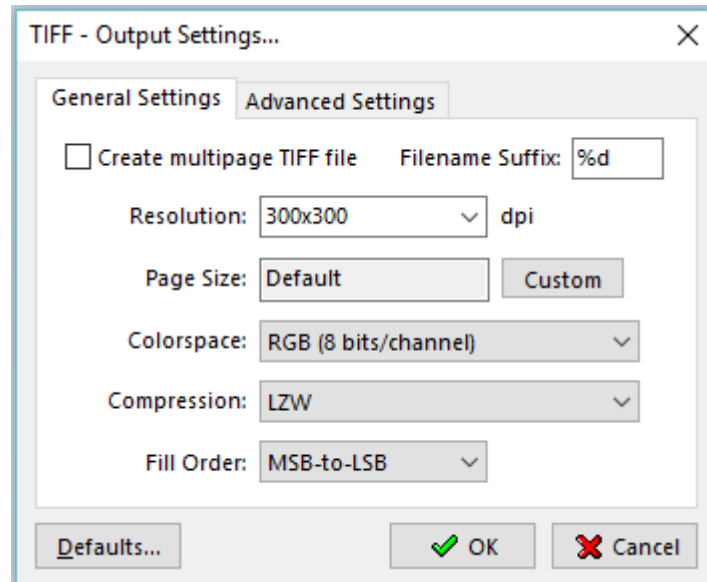 TIFF - Output Settings...
General Settings Advanced Settings
Create multipage TIFF file Filename Suffix: %d
Resolution: 300x300 dpi
Page Size: Default Custom
Colorspace: RGB (8 bits/channel)
Compression: LZW
Fill Order: MSB-to-LSB
Defaults... OK Cancel